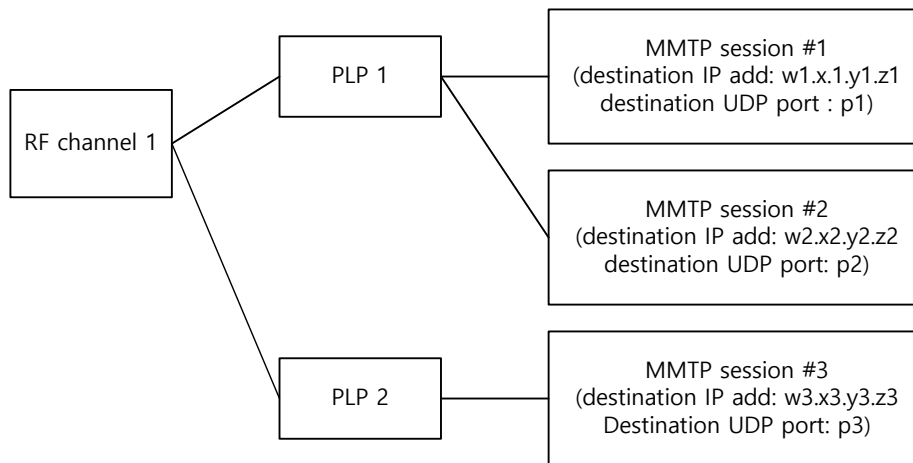 RF channel 1
PLP 1
PLP 2
MMTP session #1
(destination IP add: w1.x.1.y1.z1
destination UDP port : p1)
MMTP session #2
(destination IP add: w2.x2.y2.z2
destination UDP port: p2)
MMTP session #3
(destination IP add: w3.x3.y3.z3
Destination UDP port: p3)